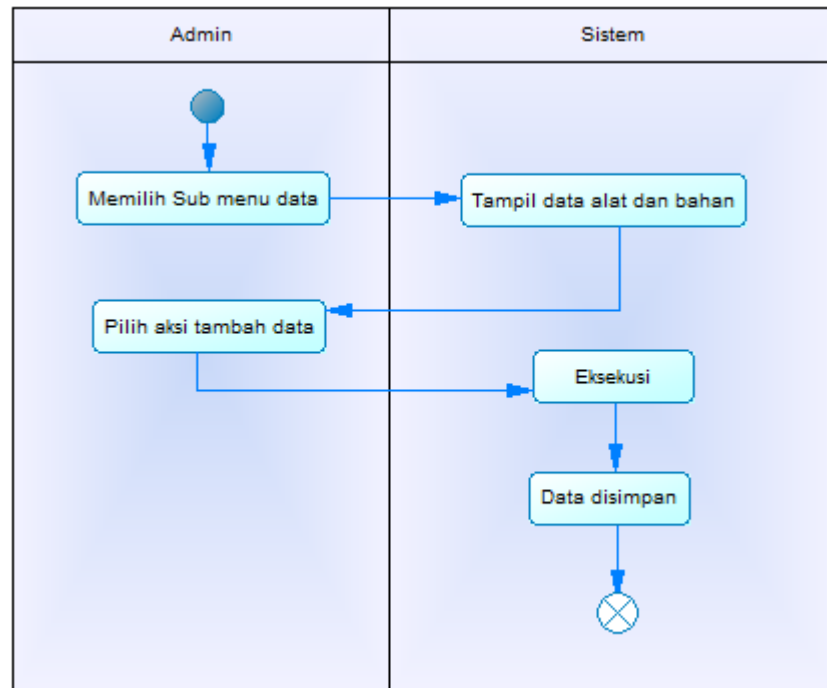 Admin
Sistem
Memilih Sub menu data
Tampil data alat dan bahan
Pilih aksi tambah data
Eksekusi
Data disimpan